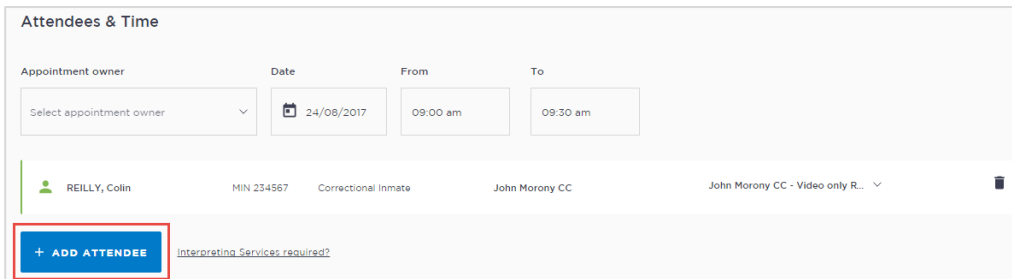 Attendees & Time
Appointment owner Date From To
Select appointment owner 24/08/2017 09:00 am 09:30 am
REILLY, Colin MIN 234567 Correctional Inmate John Morony CC John Morony CC - Video only R...
+ ADD ATTENDEE Interpreting Services required?